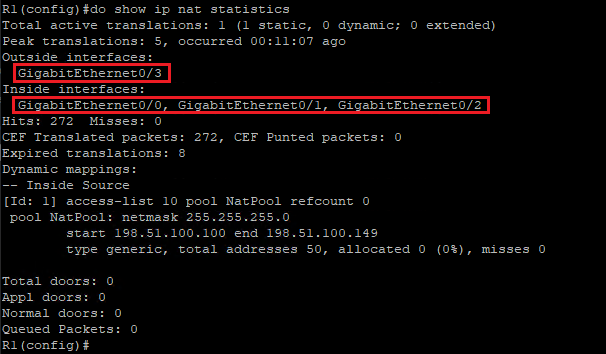 R1(config)#do show ip nat statistics
Total active translations: 1 (1 static, 0 dynamic; 0 extended)
Peak translations: 5, occurred 00:11:07 ago
Outside interfaces:
  GigabitEthernet0/3
Inside interfaces:
  GigabitEthernet0/0, GigabitEthernet0/1, GigabitEthernet0/2
Hits: 272  Misses: 0
CEF Translated packets: 272, CEF Punted packets: 0
Expired translations: 8
Dynamic mappings:
-- Inside Source
[Id: 1] access-list 10 pool NatPool refcount 0
 pool NatPool: netmask 255.255.255.0
        start 198.51.100.100 end 198.51.100.149
        type generic, total addresses 50, allocated 0 (0%), misses 0

Total doors: 0
Appl doors: 0
Normal doors: 0
Queued Packets: 0
R1(config)#